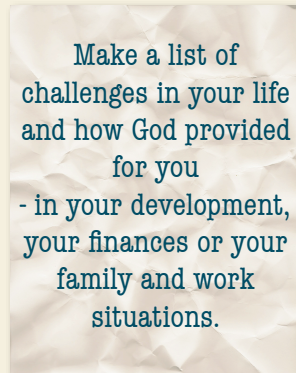 Make a list of
challenges in your life
and how God provided
for you
- in your development,
your finances or your
family and work
situations.